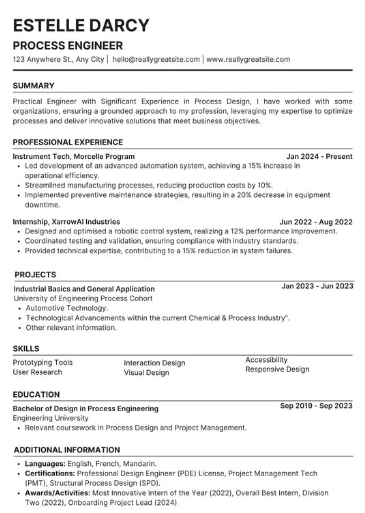 ESTELLE DARCY
PROCESS ENGINEER
123 Anywhere St., Any City | hello@reallygreatsite.com | www.reallygreatsite.com
SUMMARY
Practical Engineer with Significant Experience in Process Design, I have worked with some
organizations, ensuring a grounded approach to my profession, leveraging my expertise to optimize
processes and deliver innovative solutions that meet business objectives.
PROFESSIONAL EXPERIENCE
Instrument Tech, Morcelle Program Jan 2024 - Present
• Led development of an advanced automation system, achieving a 15% increase in
operational efficiency.
• Streamlined manufacturing processes, reducing production costs by 10%.
• Implemented preventive maintenance strategies, resulting in a 20% decrease in equipment
downtime.
Internship, XarrowAI Industries Jun 2022 - Aug 2022
• Designed and optimised a robotic control system, realizing a 12% performance improvement.
• Coordinated testing and validation, ensuring compliance with industry standards.
• Provided technical expertise, contributing to a 15% reduction in system failures.
PROJECTS
Industrial Basics and General Application Jan 2023 - Jun 2023
University of Engineering Process Cohort
• Automotive Technology.
• Technological Advancements within the current Chemical & Process Industry".
• Other relevant information.
SKILLS
Prototyping Tools Interaction Design Accessibility
User Research Visual Design Responsive Design
EDUCATION
Bachelor of Design in Process Engineering Sep 2019 - Sep 2023
Engineering University
• Relevant coursework in Process Design and Project Management.
ADDITIONAL INFORMATION
• Languages: English, French, Mandarin.
• Certifications: Professional Design Engineer (PDE) License, Project Management Tech
(PMT), Structural Process Design (SPD).
• Awards/Activities: Most Innovative Intern of the Year (2022), Overall Best Intern, Division
Two (2022), Onboarding Project Lead (2024)